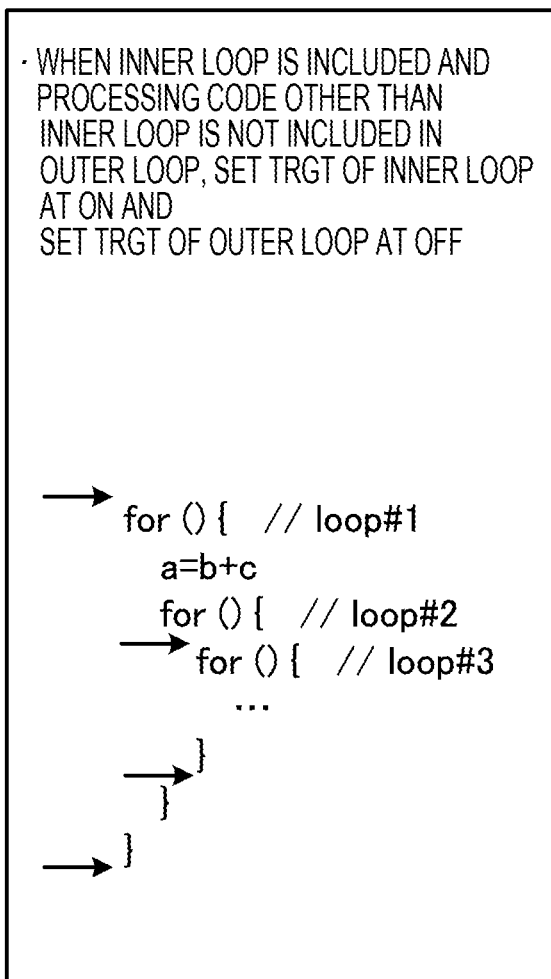 · WHEN INNER LOOP IS INCLUDED AND
PROCESSING CODE OTHER THAN
INNER LOOP IS NOT INCLUDED IN
OUTER LOOP, SET TRGT OF INNER LOOP
AT ON AND
SET TRGT OF OUTER LOOP AT OFF
for () { // loop#1
a=b+c
for () { // loop#2
for () { // loop#3
...
}
}
}